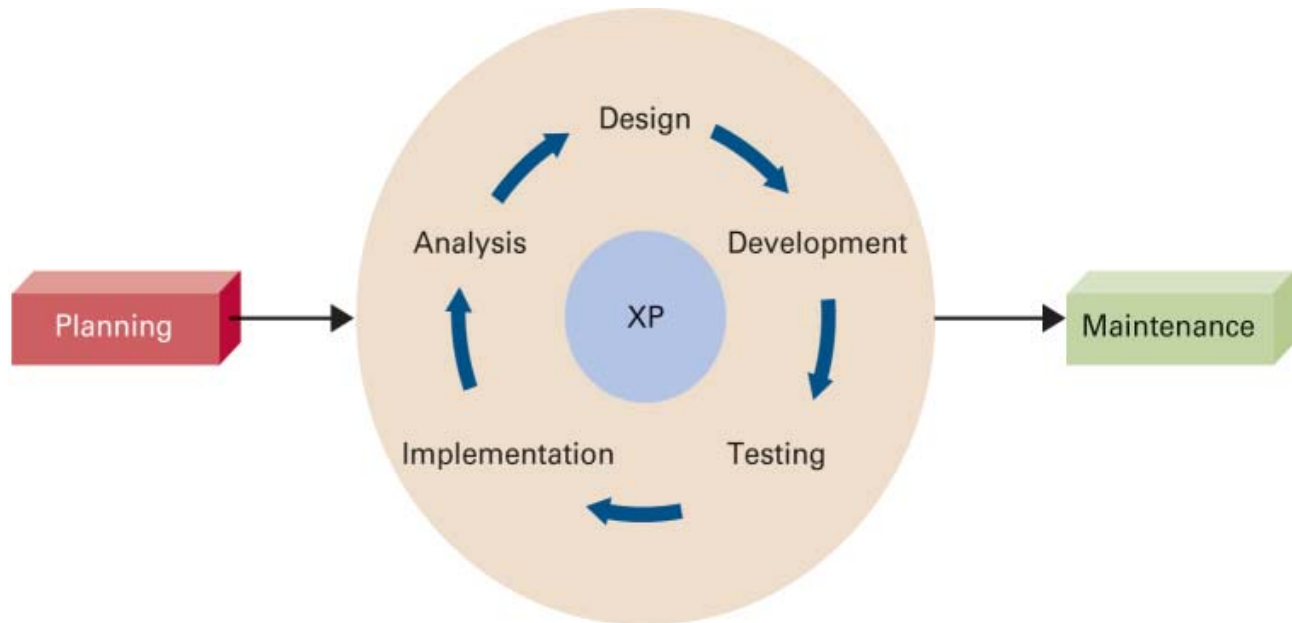 Design
Analysis
Development
Planning
XP
Maintenance
Implementation
Testing